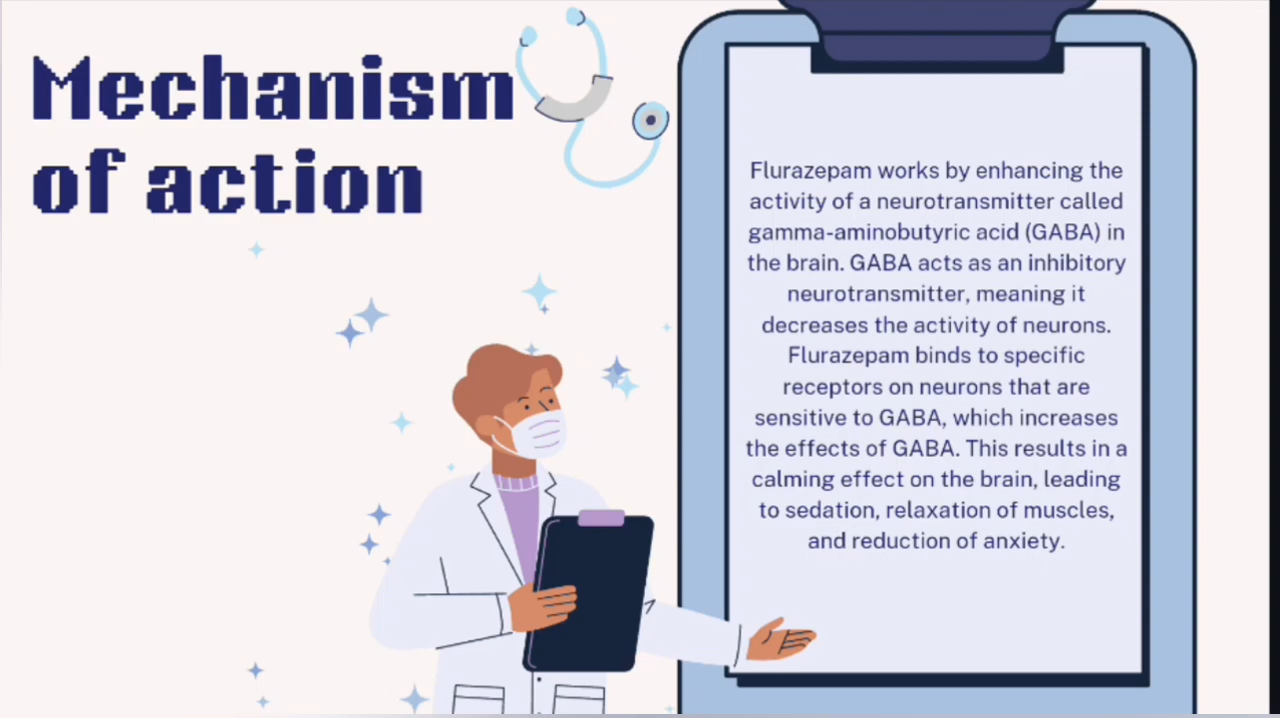 Mechanism
of action
Flurazepam works by enhancing the
activity of a neurotransmitter called
gamma-aminobutyric acid (GABA) in
the brain. GABA acts as an inhibitory
neurotransmitter, meaning it
decreases the activity of neurons.
Flurazepam binds to specific
receptors on neurons that are
sensitive to GABA, which increases
the effects of GABA. This results in a
calming effect on the brain, leading
to sedation, relaxation of muscles,
and reduction of anxiety.